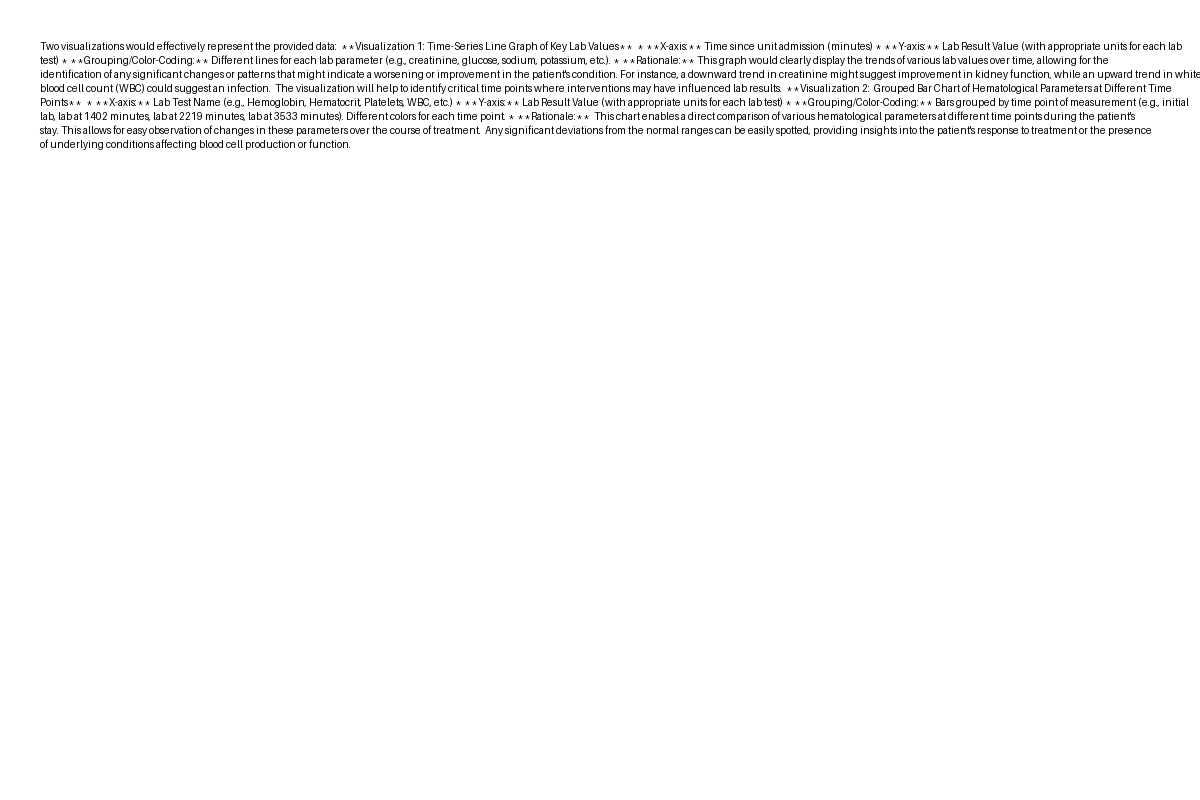 Two visualizations would effectively represent the provided data:  **Visualization 1: Time-Series Line Graph of Key Lab Values**  * **X-axis:** Time since unit admission (minutes) * **Y-axis:** Lab Result Value (with appropriate units for each lab
test) * **Grouping/Color-Coding:** Different lines for each lab parameter (e.g., creatinine, glucose, sodium, potassium, etc.). * **Rationale:** This graph would clearly display the trends of various lab values over time, allowing for the
identification of any significant changes or patterns that might indicate a worsening or improvement in the patient's condition. For instance, a downward trend in creatinine might suggest improvement in kidney function, while an upward trend in white
blood cell count (WBC) could suggest an infection.  The visualization will help to identify critical time points where interventions may have influenced lab results.  **Visualization 2:  Grouped Bar Chart of Hematological Parameters at Different Time
Points**  * **X-axis:** Lab Test Name (e.g., Hemoglobin, Hematocrit, Platelets, WBC, etc.) * **Y-axis:** Lab Result Value (with appropriate units for each lab test) * **Grouping/Color-Coding:** Bars grouped by time point of measurement (e.g., initial
lab, lab at 1402 minutes, lab at 2219 minutes, lab at 3533 minutes). Different colors for each time point. * **Rationale:**  This chart enables a direct comparison of various hematological parameters at different time points during the patient's
stay. This allows for easy observation of changes in these parameters over the course of treatment.  Any significant deviations from the normal ranges can be easily spotted, providing insights into the patient's response to treatment or the presence
of underlying conditions affecting blood cell production or function.